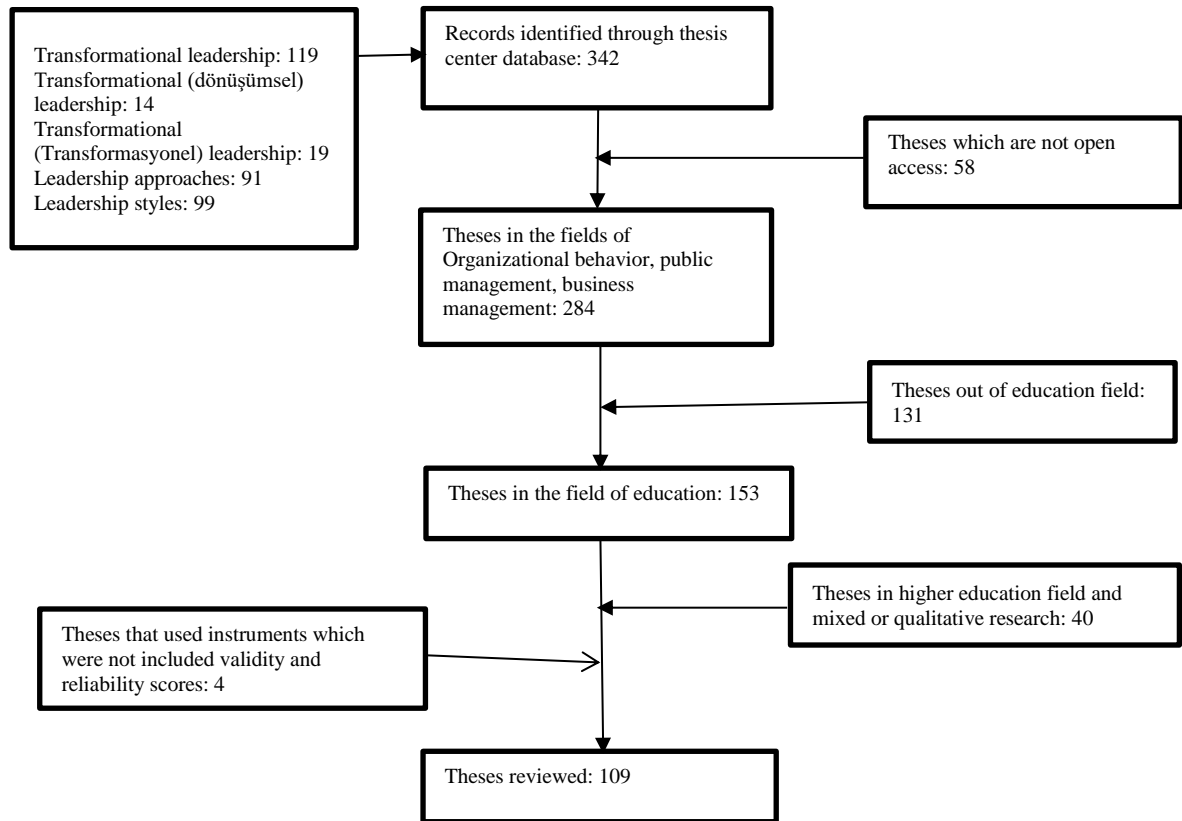 Transformational leadership: 119
Transformational (dönüşümsel)
leadership: 14
Transformational
(Transformasyonel) leadership: 19
Leadership approaches: 91
Leadership styles: 99
Records identified through thesis
center database: 342
Theses which are not open
access: 58
Theses in the fields of
Organizational behavior, public
management, business
management: 284
Theses out of education field:
131
Theses in the field of education: 153
Theses in higher education field and
mixed or qualitative research: 40
Theses that used instruments which
were not included validity and
reliability scores: 4
Theses reviewed: 109